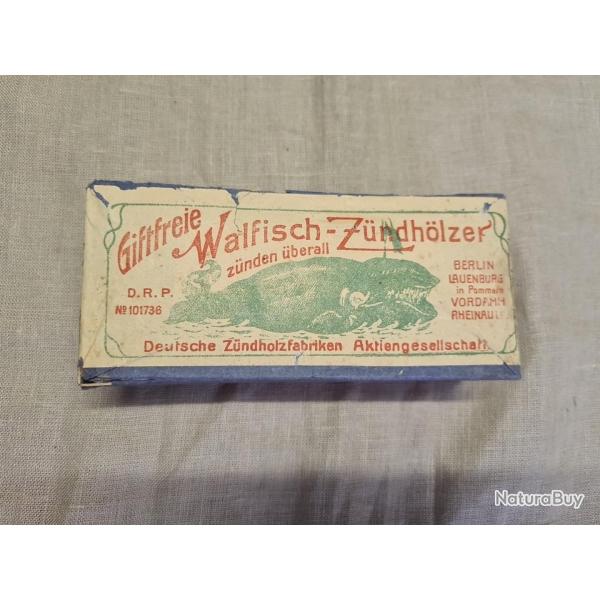 Giftfreie
Walfisch-Zündhölzer
zünden überall
D.R.P.
No 101736
BERLIN
LAUENBURG
in Pommern
VORDAMM
RHEINAU
Deutsche Zündholzfabriken Aktiengesellschaft.
NaturaBuy